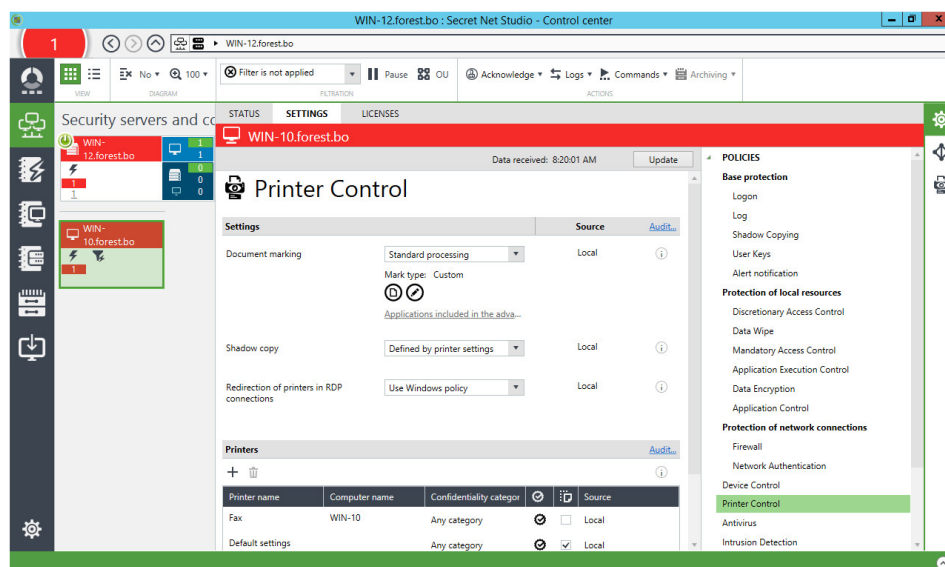 WIN-12.forest.bo : Secret Net Studio - Control center
1
WIN-12.forest.bo
No
100
Filter is not applied
Pause
OU
Acknowledge
Logs
Commands
Archiving
VIEW
DIAGRAM
FILTRATION
ACTIONS
Security servers and co
WIN-
12.forest.bo
1
1
1
1
0
0
0
WIN-
10.forest.bo
1
STATUS SETTINGS LICENSES
WIN-10.forest.bo
Data received: 8:20:01 AM Update
Printer Control
Settings Source Audit...
Document marking Standard processing Local
Mark type: Custom
Applications included in the adva...
Shadow copy Defined by printer settings Local
Redirection of printers in RDP Use Windows policy Local
connections
Printers Audit...
Printer name Computer name Confidentiality categor Source
Fax WIN-10 Any category Local
Default settings Any category Local
POLICIES
Base protection
Logon
Log
Shadow Copying
User Keys
Alert notification
Protection of local resources
Discretionary Access Control
Data Wipe
Mandatory Access Control
Application Execution Control
Data Encryption
Application Control
Protection of network connections
Firewall
Network Authentication
Device Control
Printer Control
Antivirus
Intrusion Detection